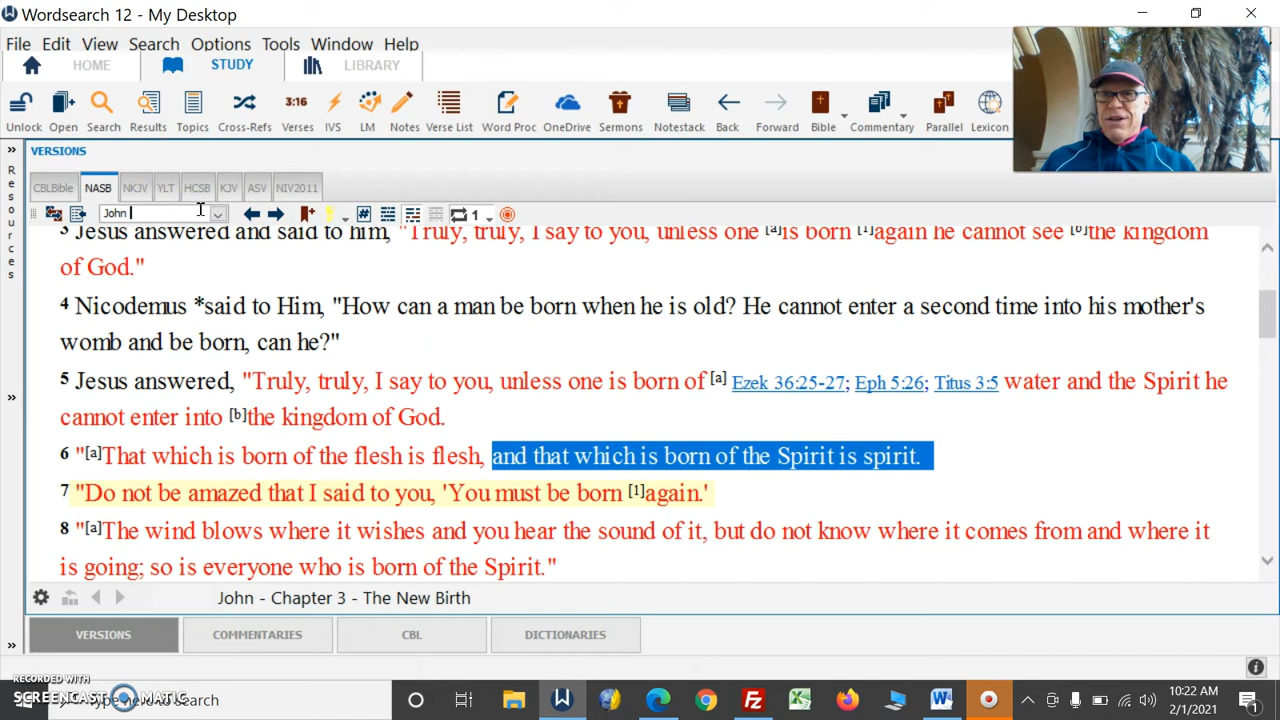 Wordsearch 12 - My Desktop
File Edit View Search Options Tools Window Help
HOME STUDY LIBRARY
3:16
Unlock Open Search Results Topics Cross-Refs Verses IVS LM Notes Verse List Word Proc OneDrive Sermons Notestack Back Forward Bible Commentary Parallel Lexicon
VERSIONS
Resources
CBLBible NASB NKJV YLT HCSB KJV ASV NIV2011
John 1
3 Jesus answered and said to him, "Truly, truly, I say to you, unless one [a]is born [1]again he cannot see [b]the kingdom
of God."
4 Nicodemus *said to Him, "How can a man be born when he is old? He cannot enter a second time into his mother's
womb and be born, can he?"
5 Jesus answered, "Truly, truly, I say to you, unless one is born of [a] Ezek 36:25-27; Eph 5:26; Titus 3:5 water and the Spirit he
cannot enter into [b]the kingdom of God.
6 "[a]That which is born of the flesh is flesh, and that which is born of the Spirit is spirit.
7 "Do not be amazed that I said to you, 'You must be born [1]again.'
8 "[a]The wind blows where it wishes and you hear the sound of it, but do not know where it comes from and where it
is going; so is everyone who is born of the Spirit."
John - Chapter 3 - The New Birth
VERSIONS COMMENTARIES CBL DICTIONARIES
RECORDED WITH
SCREENCAST MATIC
Type here to search
10:22 AM
2/1/2021
1